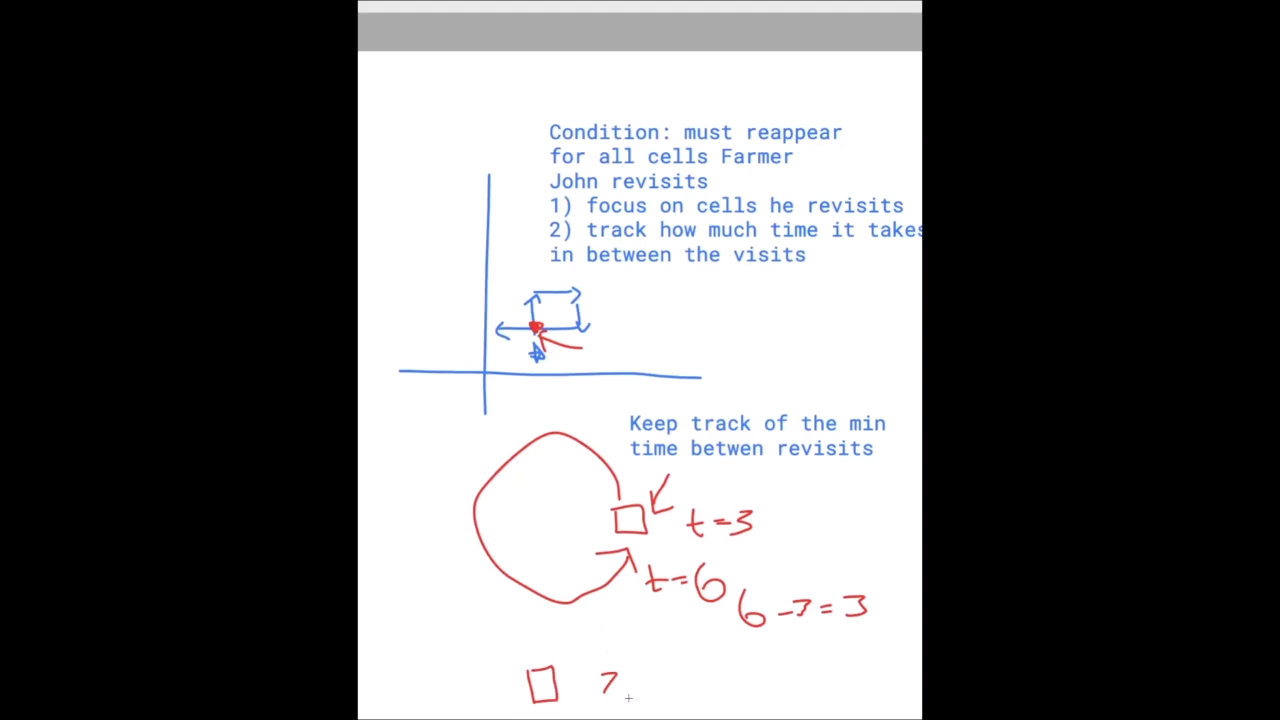 Condition: must reappear
for all cells Farmer
John revisits
1) focus on cells he revisits
2) track how much time it takes
in between the visits
Keep track of the min
time betwen revisits
t=3
t=6
6-3=3